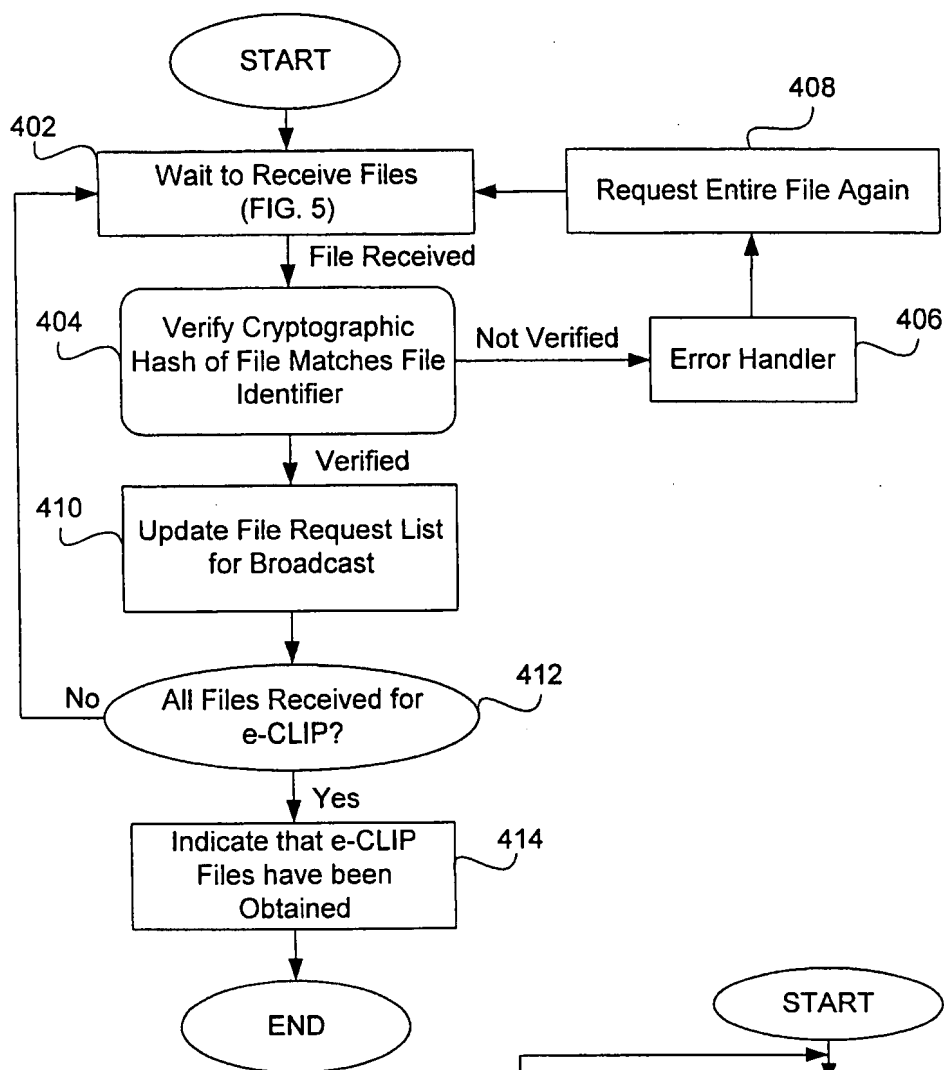 START
402
Wait to Receive Files
(FIG. 5)
408
Request Entire File Again
File Received
404
Verify Cryptographic
Hash of File Matches File
Identifier
Not Verified
406
Error Handler
Verified
410
Update File Request List
for Broadcast
412
All Files Received for
e-CLIP?
No
Yes
414
Indicate that e-CLIP
Files have been
Obtained
END
START